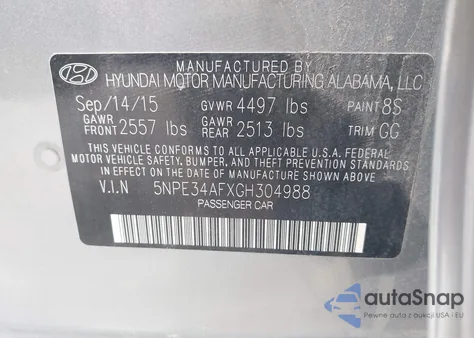 MANUFACTURED BY
HYUNDAI MOTOR MANUFACTURING ALABAMA, LLC
Sep/14/15 GVWR 4497 lbs PAINT 8S
GAWR FRONT 2557 lbs GAWR REAR 2513 lbs TRIM GG
THIS VEHICLE CONFORMS TO ALL APPLICABLE U.S.A FEDERAL
MOTOR VEHICLE SAFETY, BUMPER, AND THEFT PREVENTION STANDARDS
IN EFFECT ON THE DATE OF MANUFACTURE SHOWN ABOVE.
V.I.N 5NPE34AFXGH304988
PASSENGER CAR
autoSnap
Pewne auta z aukcji USA i EU